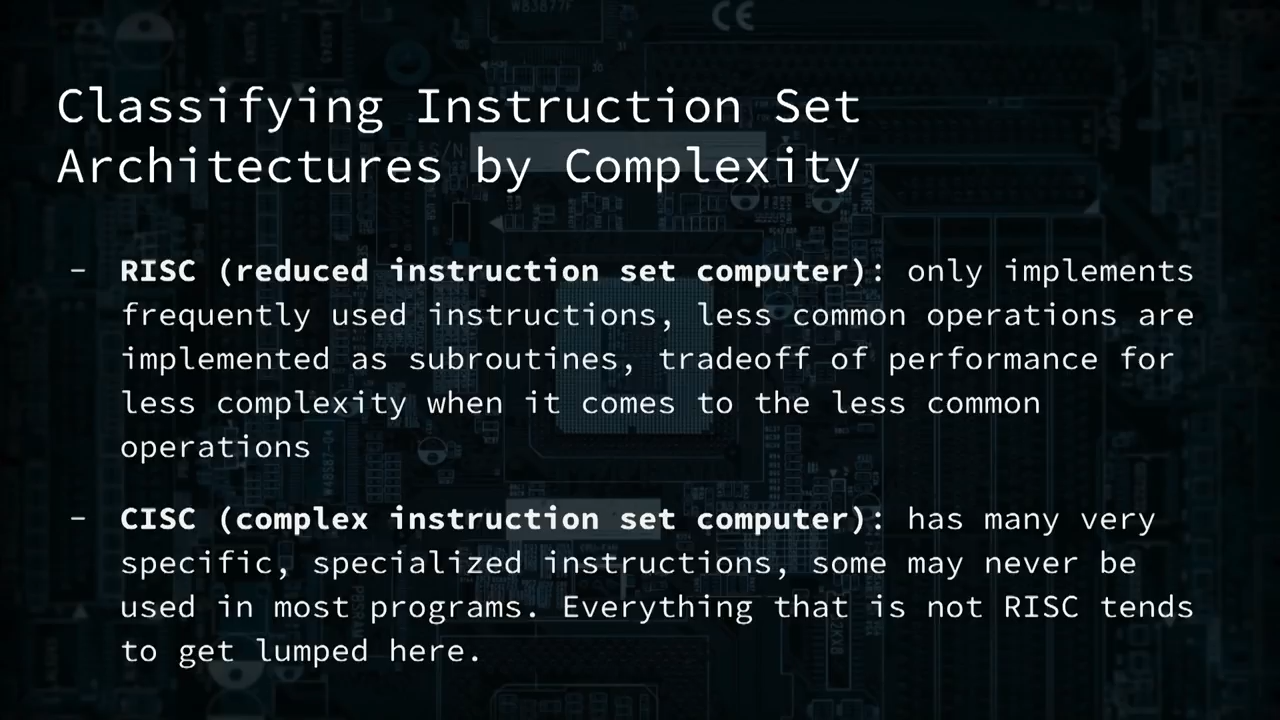 W83877F
Classifying Instruction Set
Architectures by Complexity
S/N
– RISC (reduced instruction set computer): only implements
frequently used instructions, less common operations are
implemented as subroutines, tradeoff of performance for
less complexity when it comes to the less common
operations
– CISC (complex instruction set computer): has many very
specific, specialized instructions, some may never be
used in most programs. Everything that is not RISC tends
to get lumped here.